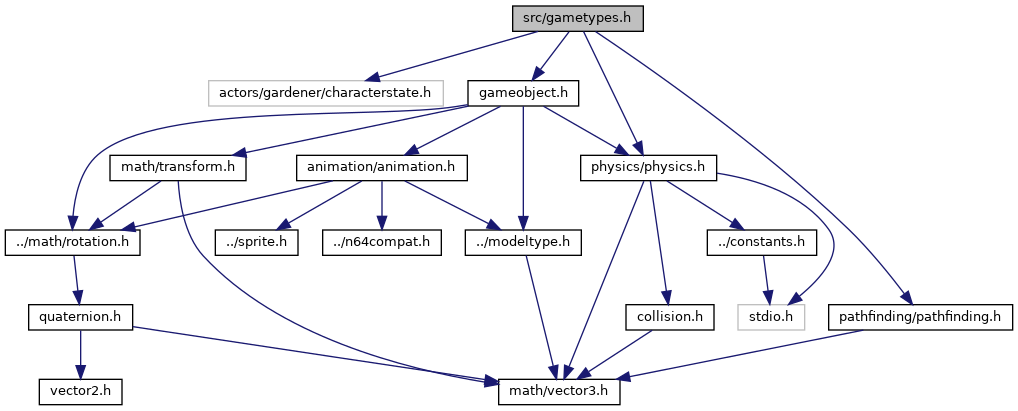 src/gametypes.h
actors/gardener/characterstate.h
gameobject.h
math/transform.h
animation/animation.h
physics/physics.h
../math/rotation.h
../sprite.h
../n64compat.h
../modeltype.h
../constants.h
quaternion.h
collision.h
stdio.h
pathfinding/pathfinding.h
vector2.h
math/vector3.h